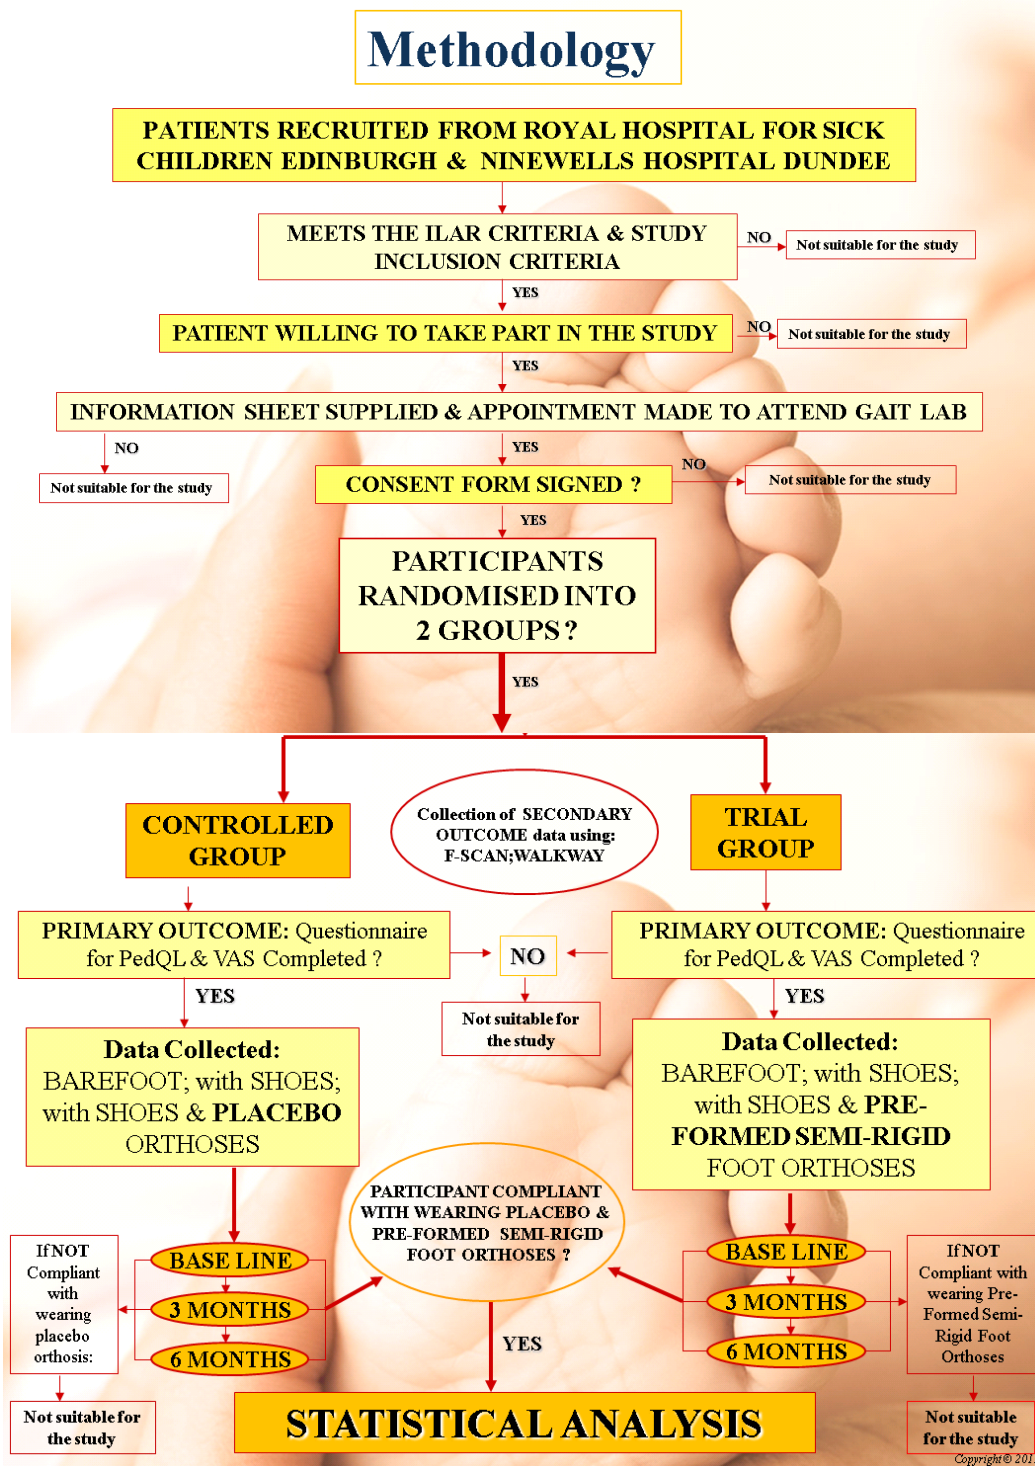 Methodology
PATIENTS RECRUITED FROM ROYAL HOSPITAL FOR SICK
CHILDREN EDINBURGH & NINEWELLS HOSPITAL DUNDEE
MEETS THE ILAR CRITERIA & STUDY
INCLUSION CRITERIA
NO
Not suitable for the study
YES
PATIENT WILLING TO TAKE PART IN THE STUDY
NO
Not suitable for the study
YES
INFORMATION SHEET SUPPLIED & APPOINTMENT MADE TO ATTEND GAIT LAB
NO
Not suitable for the study
YES
CONSENT FORM SIGNED ?
NO
Not suitable for the study
YES
PARTICIPANTS
RANDOMISED INTO
2 GROUPS ?
YES
CONTROLLED
GROUP
Collection of SECONDARY
OUTCOME data using:
F-SCAN;WALKWAY
TRIAL
GROUP
PRIMARY OUTCOME: Questionnaire
for PedQL & VAS Completed ?
NO
Not suitable for
the study
PRIMARY OUTCOME: Questionnaire
for PedQL & VAS Completed ?
YES
YES
Data Collected:
BAREFOOT; with SHOES;
with SHOES & PLACEBO
ORTHOSES
Data Collected:
BAREFOOT; with SHOES;
with SHOES & PRE-
FORMED SEMI-RIGID
FOOT ORTHOSES
PARTICIPANT COMPLIANT
WITH WEARING PLACEBO &
PRE-FORMED SEMI-RIGID
FOOT ORTHOSES ?
If NOT
Compliant
with
wearing
placebo
orthosis:
BASE LINE
3 MONTHS
6 MONTHS
YES
BASE LINE
3 MONTHS
6 MONTHS
If NOT
Compliant with
wearing Pre-
Formed Semi-
Rigid Foot
Orthoses
Not suitable for
the study
STATISTICAL ANALYSIS
Not suitable
for the study
Copyright © 201